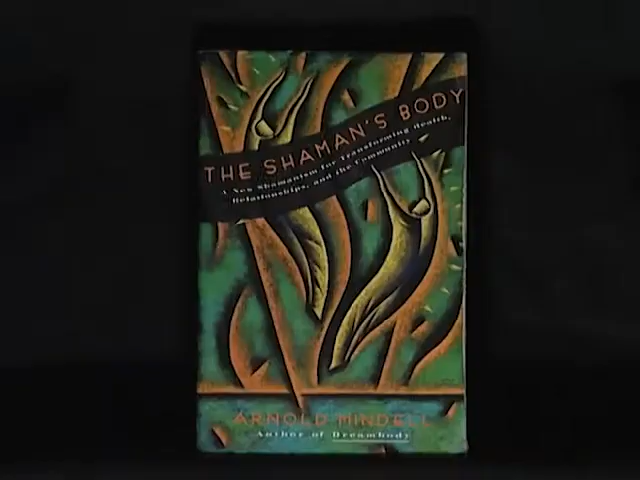 THE SHAMAN'S BODY
A New Shamanism for Transforming Health,
Relationships, and the Community
ARNOLD MINDELL
Author of Dreambody